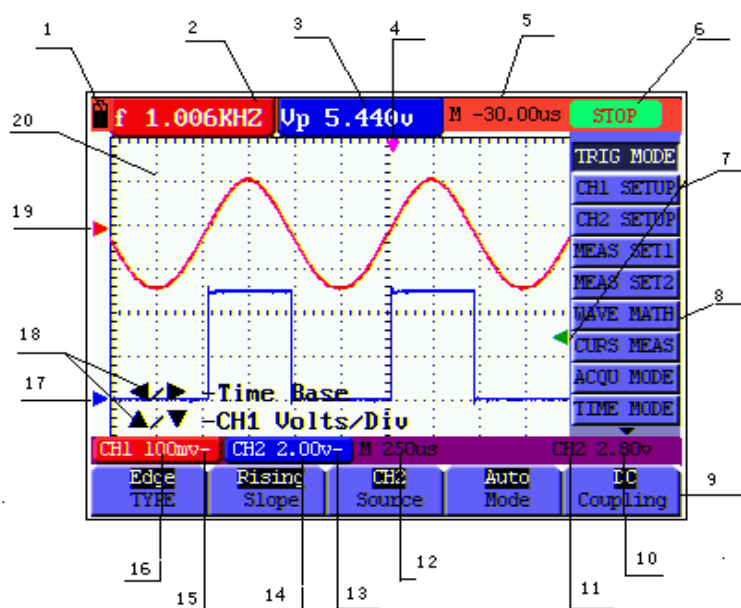 1 2 3 4 5 6
f 1.006KHZ Vp 5.440v M -30.00us STOP
20
TRIG MODE
7
CH1 SETUP
19
CH2 SETUP
MEAS SET1
MEAS SET2
8
WAVE MATH
18
CURS MEAS
17
ACQU MODE
◀/▶ -Time Base
TIME MODE
▲/▼ -CH1 Volts/Div
CH1 100mv- CH2 2.00v- M 250us CH2 2.80v
Edge Rising CH2 Auto DC
TYPE Slope Source Mode Coupling
9
16 15 14 13 12 11 10